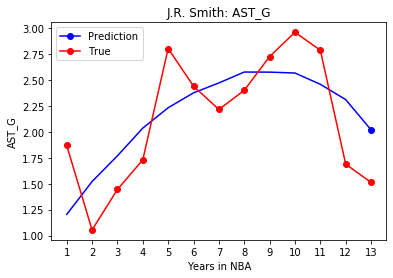 J.R. Smith: AST_G
Prediction
True
AST_G
3.00
2.75
2.50
2.25
2.00
1.75
1.50
1.25
1.00
1 2 3 4 5 6 7 8 9 10 11 12 13
Years in NBA